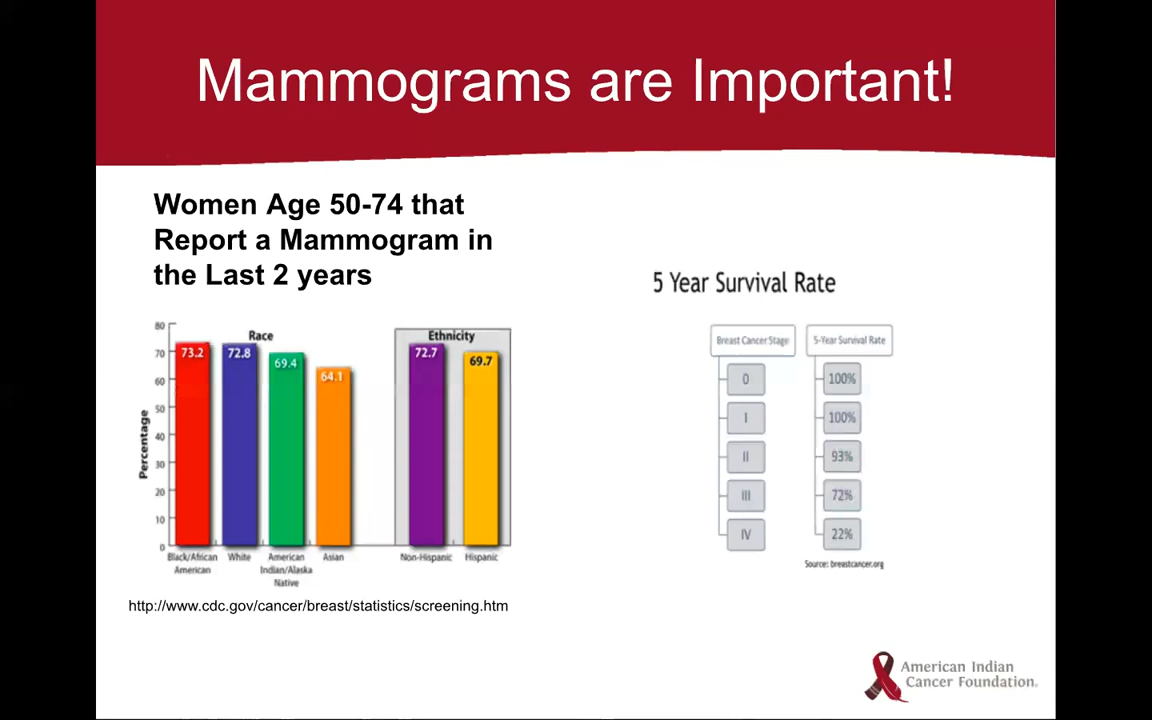 Mammograms are Important!
Women Age 50-74 that
Report a Mammogram in
the Last 2 years
80
70
60
50
40
30
20
10
0
Percentage
Race
73.2
72.8
69.4
64.1
Ethnicity
72.7
69.7
Black/African
American
White
American
Indian/Alaska
Native
Asian
Non-Hispanic
Hispanic
http://www.cdc.gov/cancer/breast/statistics/screening.htm
5 Year Survival Rate
Breast Cancer Stage 5-Year Survival Rate
0 100%
I 100%
II 93%
III 72%
IV 22%
Source: breastcancer.org
American Indian
Cancer Foundation.